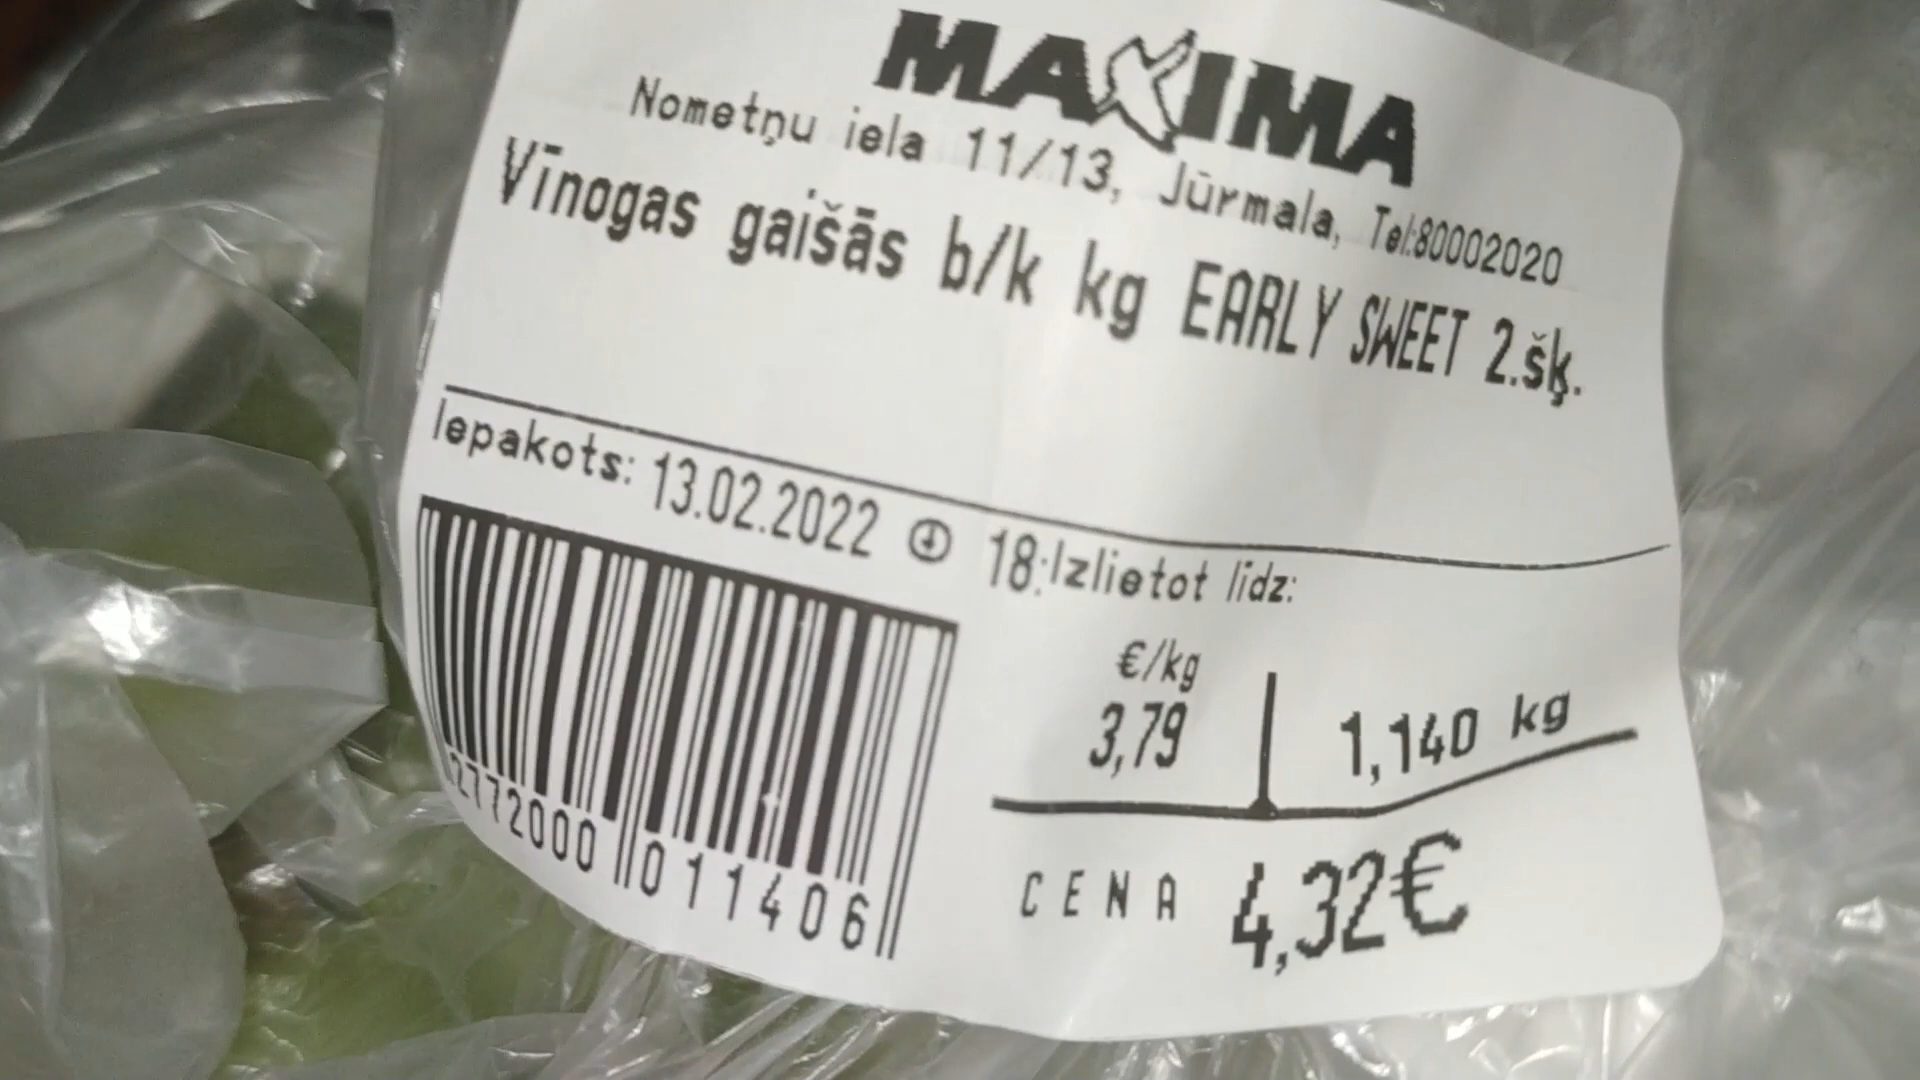 MAXIMA
Nometņu iela 11/13, Jūrmala, Tel:80002020
Vīnogas gaišās b/k kg EARLY SWEET 2.šķ.
Iepakots: 13.02.2022 18:Izlietot līdz:
€/kg
3,79 1,140 kg
CENA 4,32€
2772000 011406